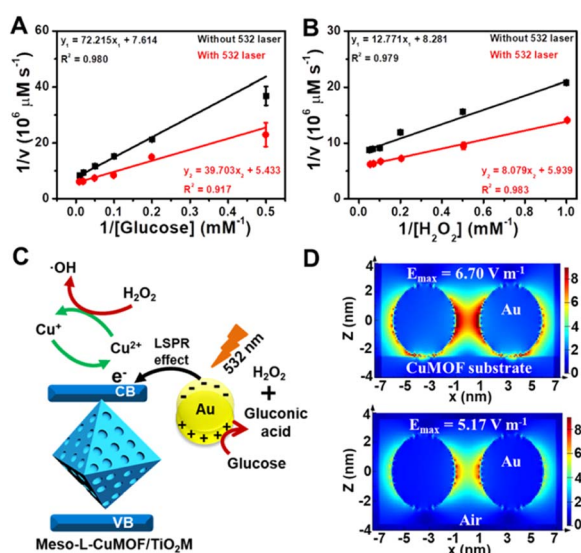 A
y₁ = 72.215x₁ + 7.614
R² = 0.980
Without 532 laser
With 532 laser
y₂ = 39.703x₂ + 5.433
R² = 0.917
1/v (10⁶ μM s⁻¹)
60
40
20
0
0.0 0.1 0.2 0.3 0.4 0.5
1/[Glucose] (mM⁻¹)
B
y₁ = 12.771x₁ + 8.281
R² = 0.979
Without 532 laser
With 532 laser
y₂ = 8.079x₂ + 5.939
R² = 0.983
1/v (10⁶ μM s⁻¹)
30
20
10
0
0.0 0.2 0.4 0.6 0.8 1.0
1/[H₂O₂] (mM⁻¹)
C
·OH
H₂O₂
Cu⁺
Cu²⁺
e⁻
CB
LSPR
effect
532 nm
Au
H₂O₂
+
Gluconic
acid
Glucose
VB
Meso-L-CuMOF/TiO₂M
D
Eₘₐₓ = 6.70 V m⁻¹
Au
CuMOF substrate
Z (nm)
4
2
0
-2
-4
-7 -5 -3 -1 1 3 5 7
x (nm)
8
6
4
2
0
Eₘₐₓ = 5.17 V m⁻¹
Au
Air
Z (nm)
4
2
0
-2
-4
-7 -5 -3 -1 1 3 5 7
x (nm)
8
6
4
2
0